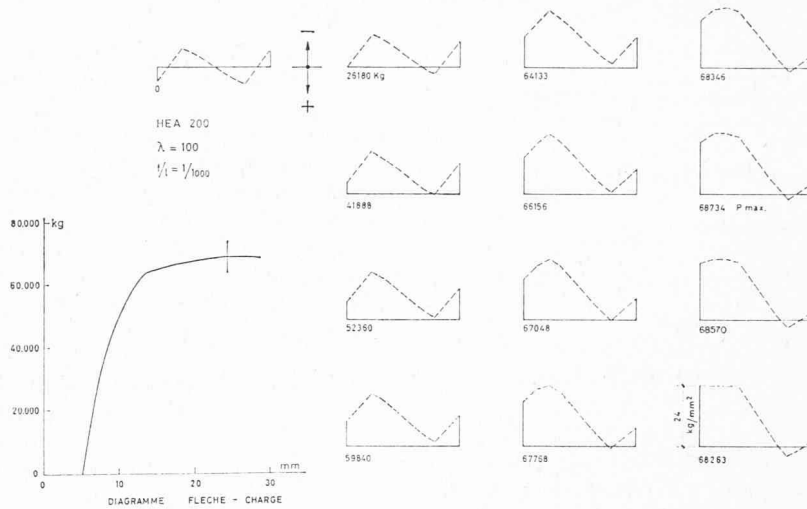 0
−
+
HEA 200
λ = 100
f/l = 1/1000
26180 Kg
64133
68346
41888
66156
68734 P max.
52360
67048
68570
59840
67768
24
kg/mm²
68263
80.000 kg
60.000
40.000
20.000
0
0 10 20 30
mm
DIAGRAMME FLECHE - CHARGE